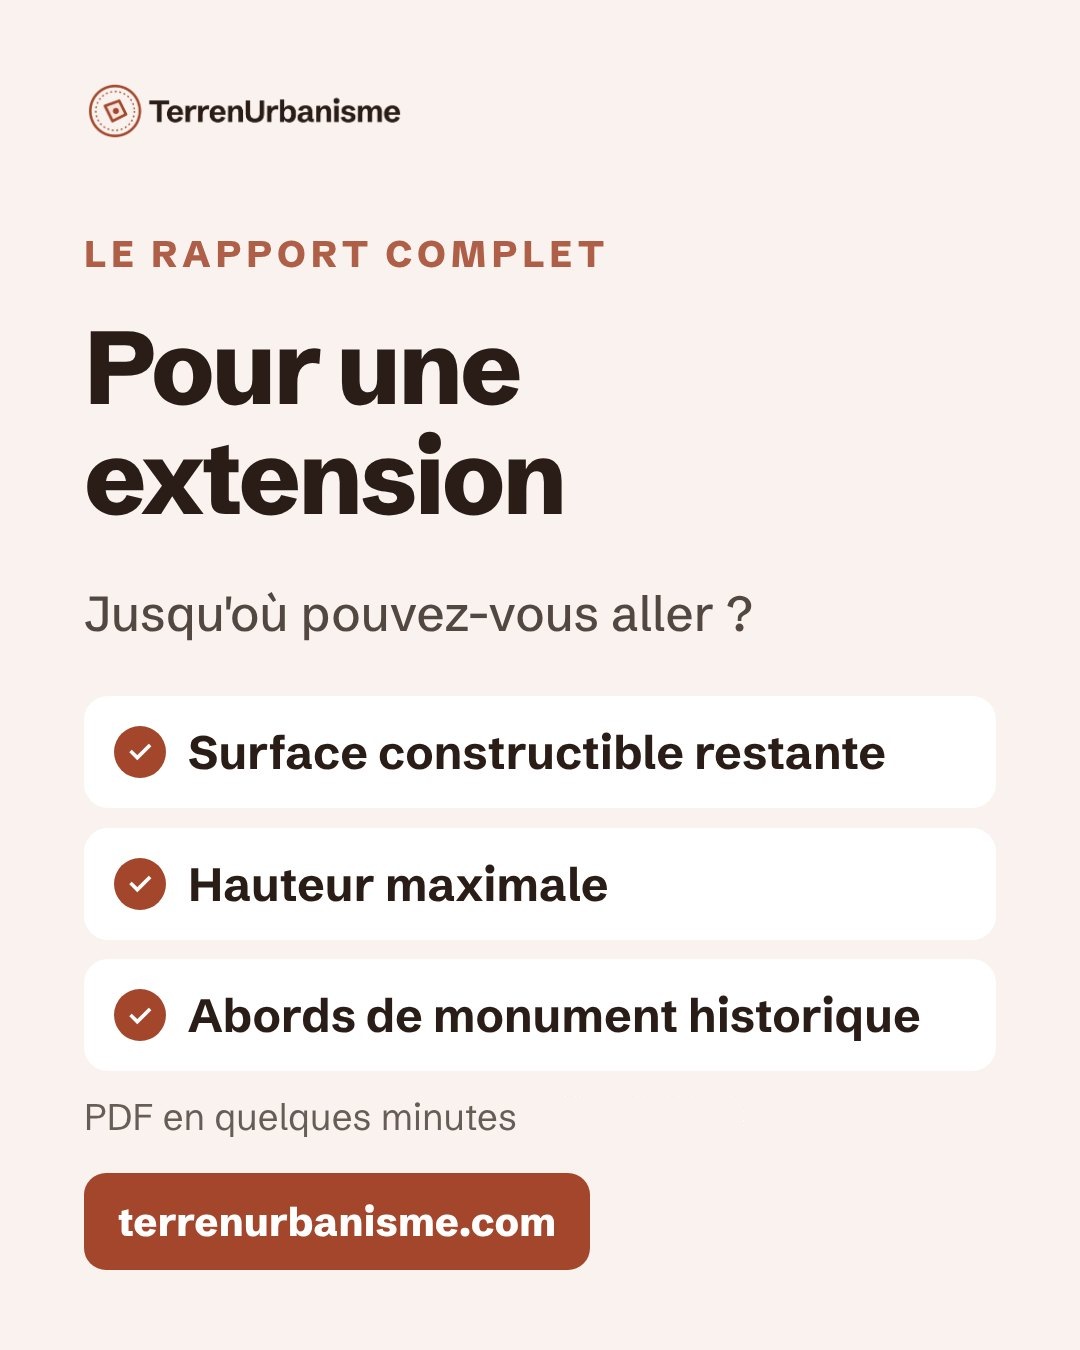 TerrenUrbanisme
LE RAPPORT COMPLET
Pour une
extension
Jusqu'où pouvez-vous aller ?
Surface constructible restante
Hauteur maximale
Abords de monument historique
PDF en quelques minutes
terrenurbanisme.com